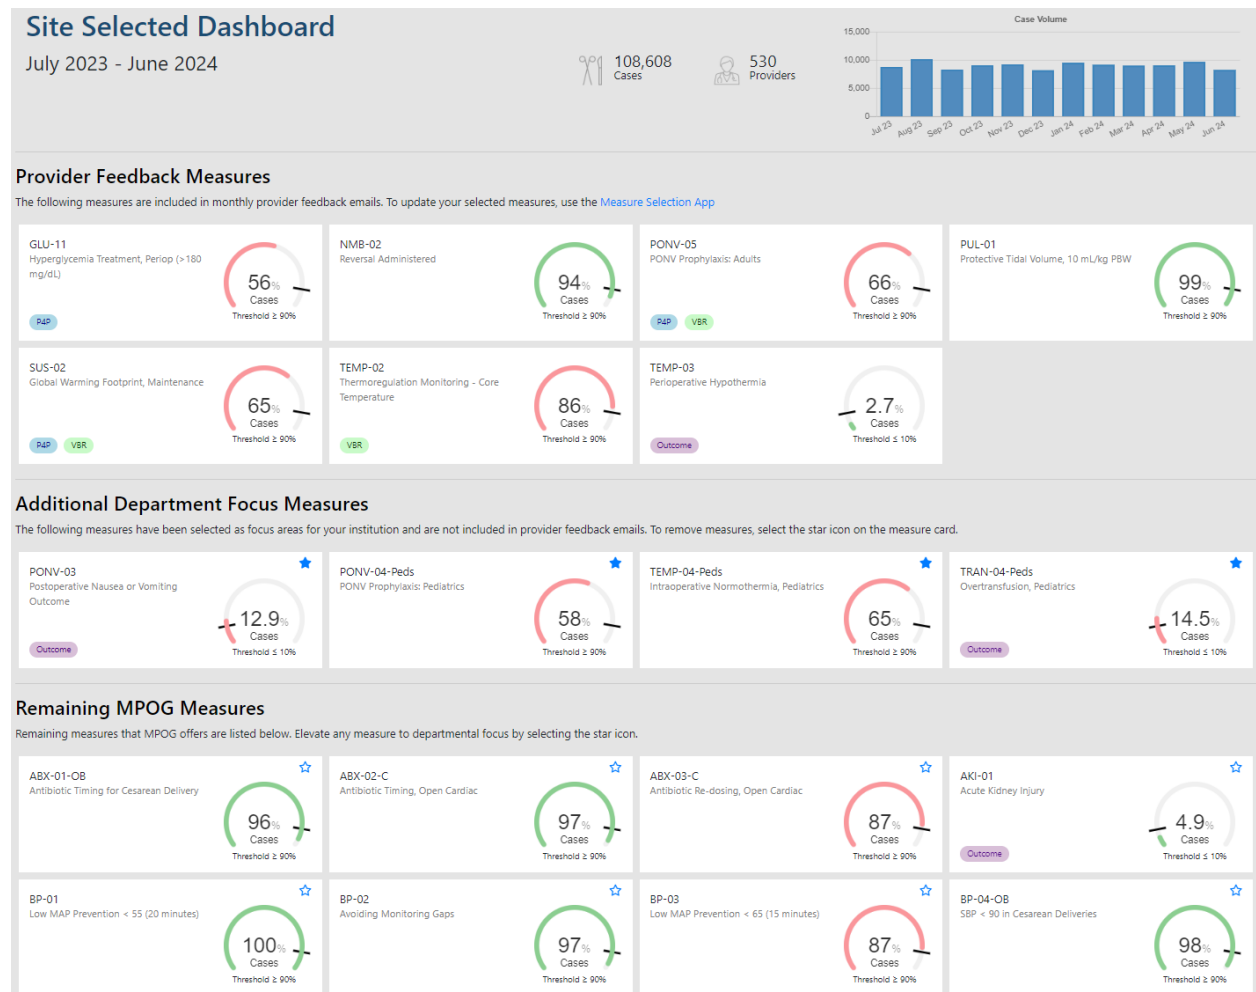 Site Selected Dashboard
July 2023 - June 2024
108,608
Cases
530
Providers
Case Volume
15,000
10,000
5,000
0
Jul 23 Aug 23 Sep 23 Oct 23 Nov 23 Dec 23 Jan 24 Feb 24 Mar 24 Apr 24 May 24 Jun 24
Provider Feedback Measures
The following measures are included in monthly provider feedback emails. To update your selected measures, use the Measure Selection App
GLU-11
Hyperglycemia Treatment, Periop (>180
mg/dL)
56%
Cases
Threshold ≥ 90%
P4P
NMB-02
Reversal Administered
94%
Cases
Threshold ≥ 90%
PONV-05
PONV Prophylaxis: Adults
66%
Cases
Threshold ≥ 90%
P4P VBR
PUL-01
Protective Tidal Volume, 10 mL/kg PBW
99%
Cases
Threshold ≥ 90%
SUS-02
Global Warming Footprint, Maintenance
65%
Cases
Threshold ≥ 90%
P4P VBR
TEMP-02
Thermoregulation Monitoring - Core
Temperature
86%
Cases
Threshold ≥ 90%
VBR
TEMP-03
Perioperative Hypothermia
2.7%
Cases
Threshold ≤ 10%
Outcome
Additional Department Focus Measures
The following measures have been selected as focus areas for your institution and are not included in provider feedback emails. To remove measures, select the star icon on the measure card.
PONV-03
Postoperative Nausea or Vomiting
Outcome
12.9%
Cases
Threshold ≤ 10%
Outcome
PONV-04-Peds
PONV Prophylaxis: Pediatrics
58%
Cases
Threshold ≥ 90%
TEMP-04-Peds
Intraoperative Normothermia, Pediatrics
65%
Cases
Threshold ≥ 90%
TRAN-04-Peds
Overtransfusion, Pediatrics
14.5%
Cases
Threshold ≤ 10%
Outcome
Remaining MPOG Measures
Remaining measures that MPOG offers are listed below. Elevate any measure to departmental focus by selecting the star icon.
ABX-01-OB
Antibiotic Timing for Cesarean Delivery
96%
Cases
Threshold ≥ 90%
ABX-02-C
Antibiotic Timing, Open Cardiac
97%
Cases
Threshold ≥ 90%
ABX-03-C
Antibiotic Re-dosing, Open Cardiac
87%
Cases
Threshold ≥ 90%
AKI-01
Acute Kidney Injury
4.9%
Cases
Threshold ≤ 10%
Outcome
BP-01
Low MAP Prevention < 55 (20 minutes)
100%
Cases
Threshold ≥ 90%
BP-02
Avoiding Monitoring Gaps
97%
Cases
Threshold ≥ 90%
BP-03
Low MAP Prevention < 65 (15 minutes)
87%
Cases
Threshold ≥ 90%
BP-04-OB
SBP < 90 in Cesarean Deliveries
98%
Cases
Threshold ≥ 90%